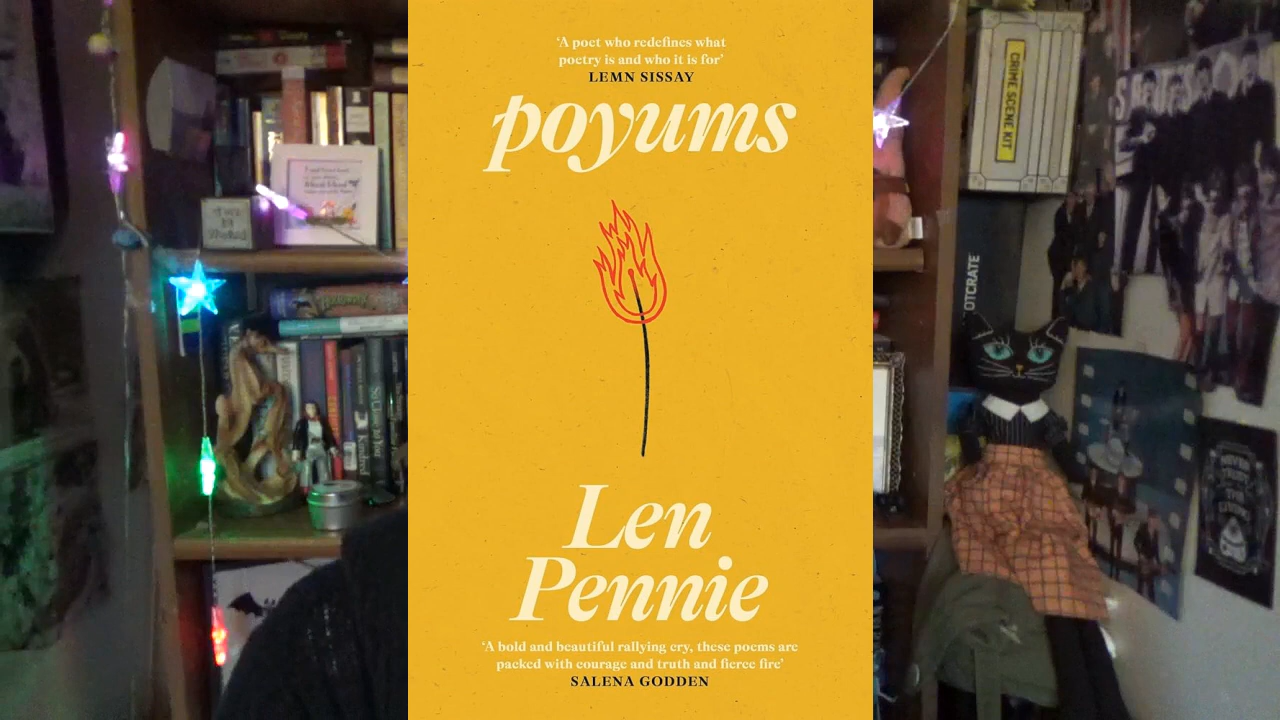 ‘A poet who redefines what
poetry is and who it is for’
LEMN SISSAY
poyums
Len
Pennie
‘A bold and beautiful rallying cry, these poems are
packed with courage and truth and fierce fire’
SALENA GODDEN
CRIME SCENE KIT
OTCRATE